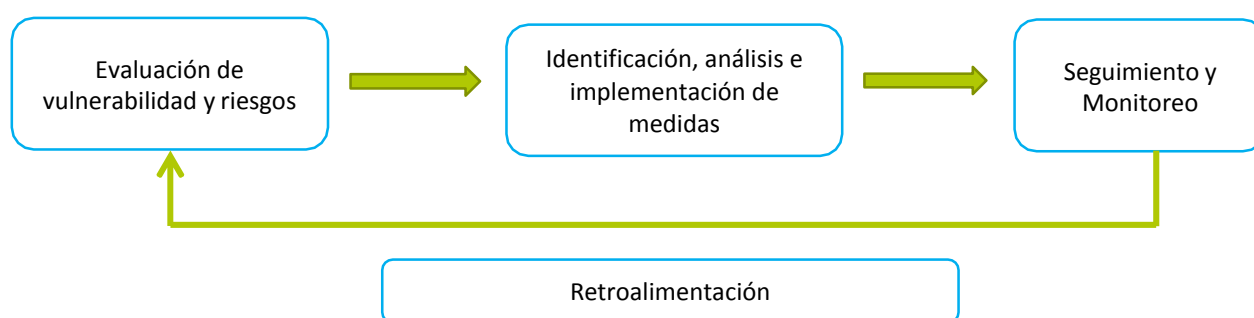 Evaluación de
vulnerabilidad y riesgos
Identificación, análisis e
implementación de
medidas
Seguimiento y
Monitoreo
Retroalimentación